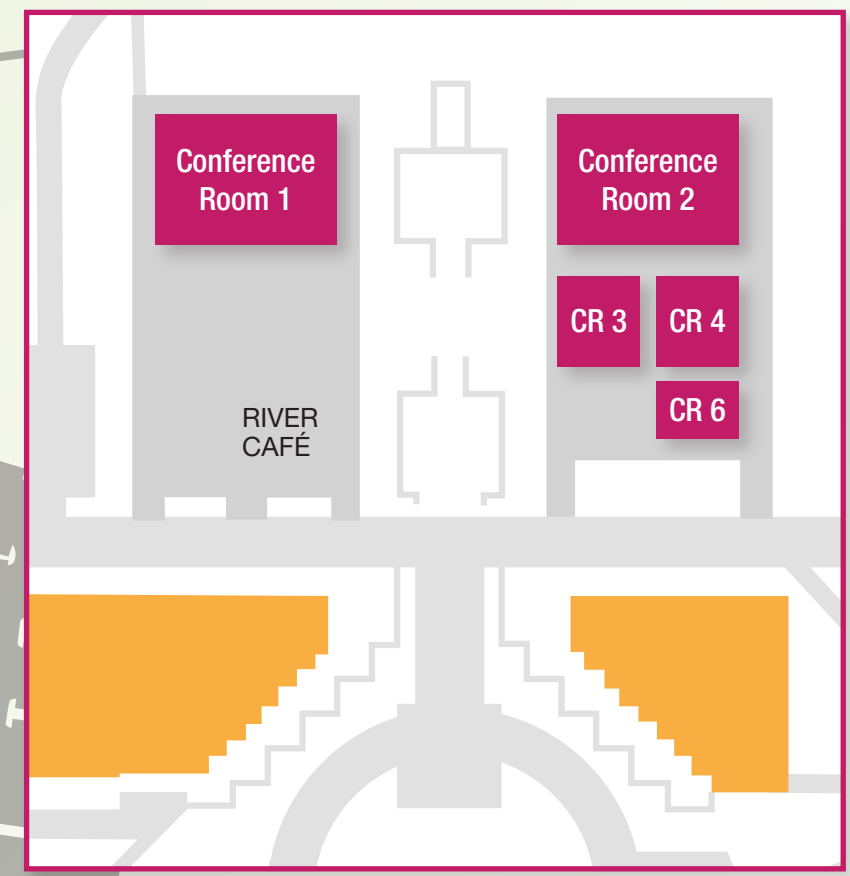 Conference
Room 1
Conference
Room 2
CR 3
CR 4
CR 6
RIVER
CAFÉ